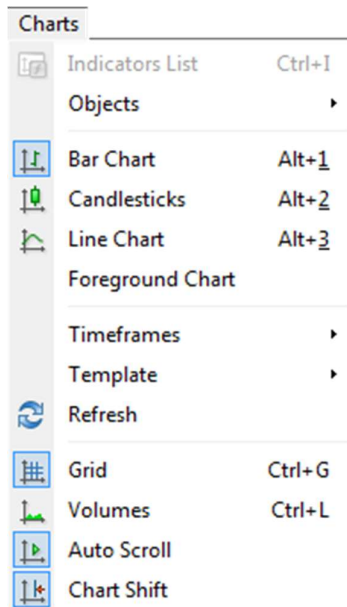 Charts
Indicators List Ctrl+I
Objects
Bar Chart Alt+1
Candlesticks Alt+2
Line Chart Alt+3
Foreground Chart
Timeframes
Template
Refresh
Grid Ctrl+G
Volumes Ctrl+L
Auto Scroll
Chart Shift